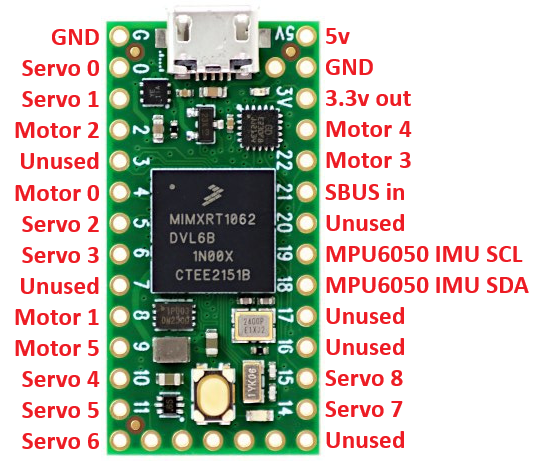 GND G 5V 5v
Servo 0 0 GND
Servo 1 3V 3.3v out
Motor 2 2 Motor 4
Unused 3 22 Motor 3
Motor 0 4 21 SBUS in
Servo 2 5 20 Unused
Servo 3 6 19 MPU6050 IMU SCL
Unused 7 18 MPU6050 IMU SDA
Motor 1 8 17 Unused
Motor 5 9 16 Unused
Servo 4 10 15 Servo 8
Servo 5 11 14 Servo 7
Servo 6 Unused
MIMXRT1062
DVL6B
1N00X
CTEE2151B
1YK06